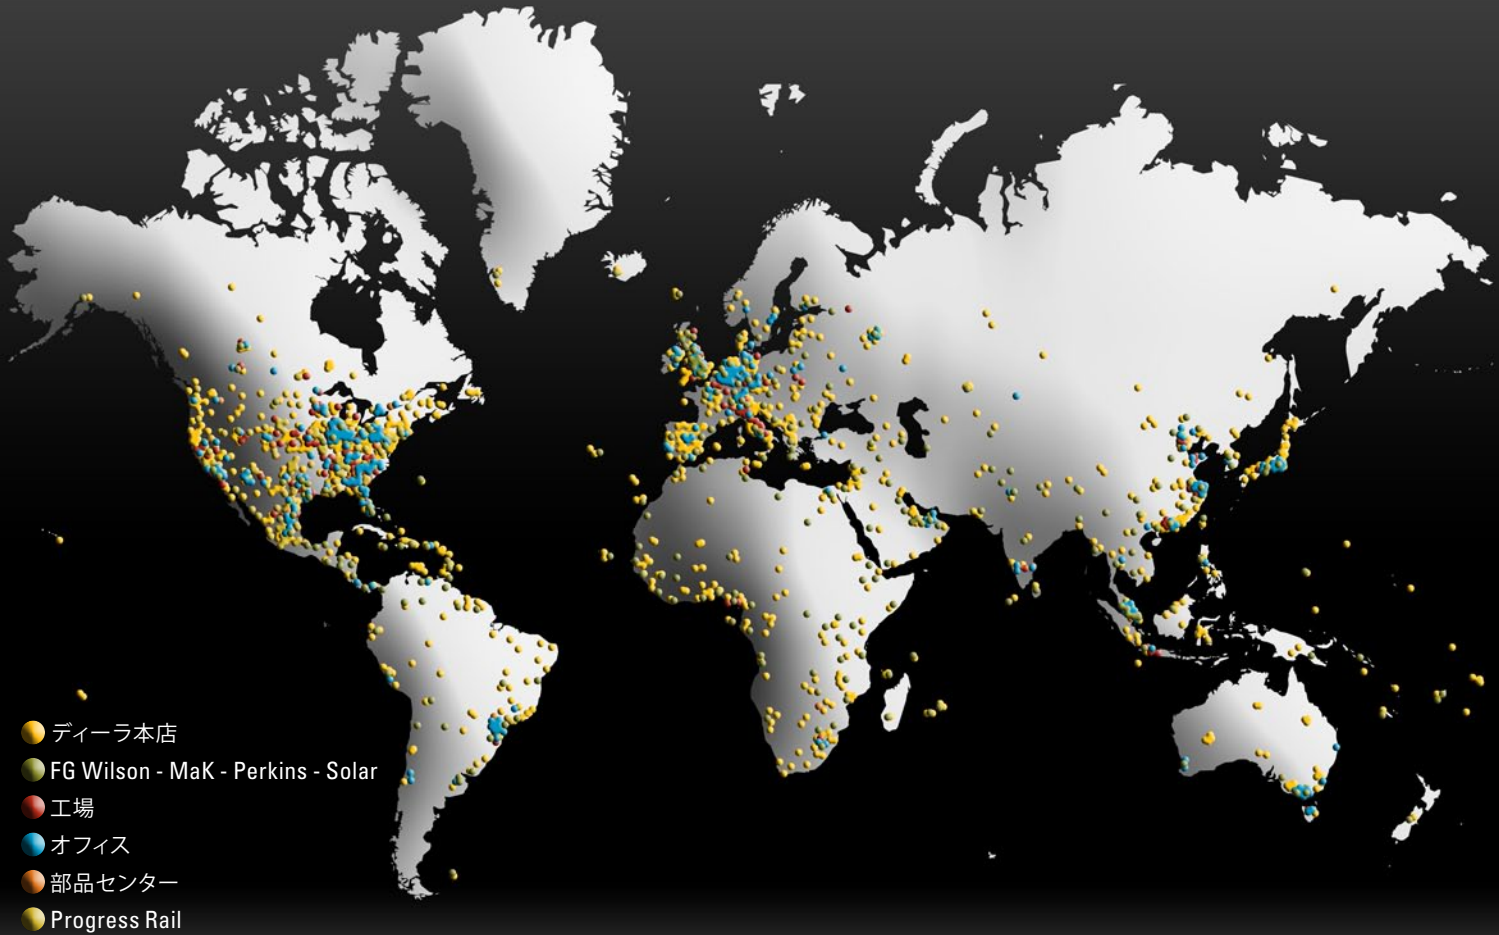 ディーラ本店
FG Wilson - MaK - Perkins - Solar
工場
オフィス
部品センター
Progress Rail